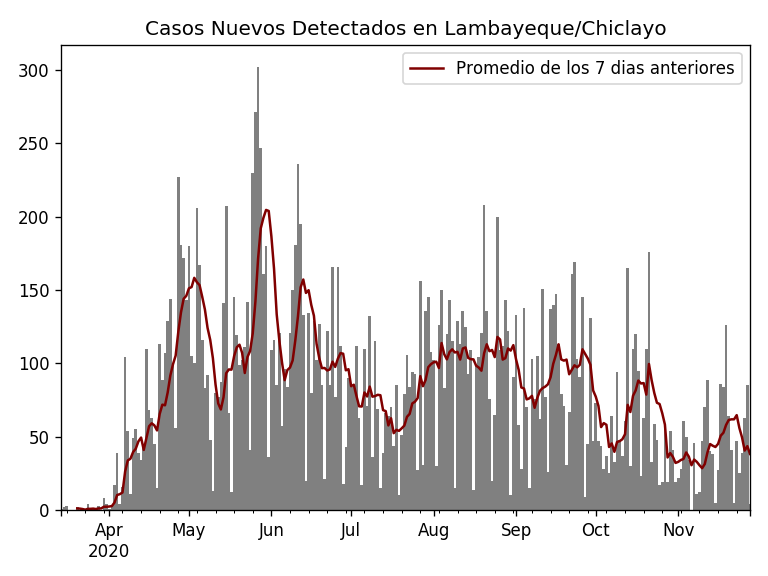 Casos Nuevos Detectados en Lambayeque/Chiclayo
Promedio de los 7 dias anteriores
300
250
200
150
100
50
0
Apr May Jun Jul Aug Sep Oct Nov
2020